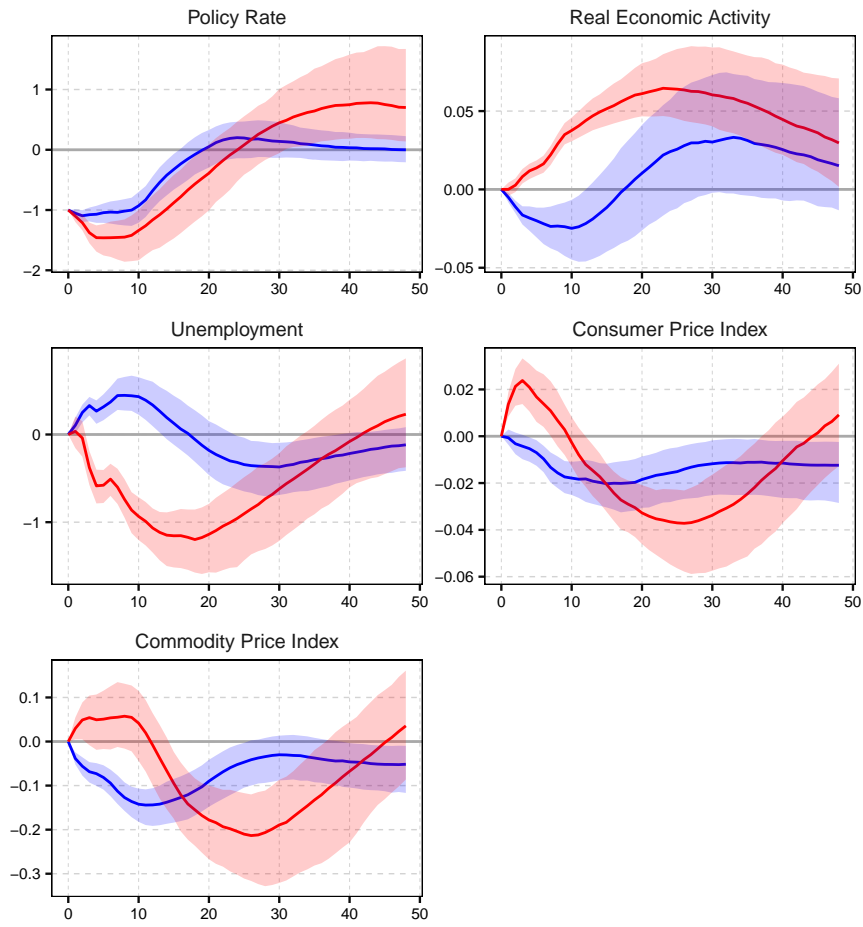 Policy Rate
1
0
−1
−2
0 10 20 30 40 50
Real Economic Activity
0.05
0.00
−0.05
0 10 20 30 40 50
Unemployment
0
−1
0 10 20 30 40 50
Consumer Price Index
0.02
0.00
−0.02
−0.04
−0.06
0 10 20 30 40 50
Commodity Price Index
0.1
0.0
−0.1
−0.2
−0.3
0 10 20 30 40 50